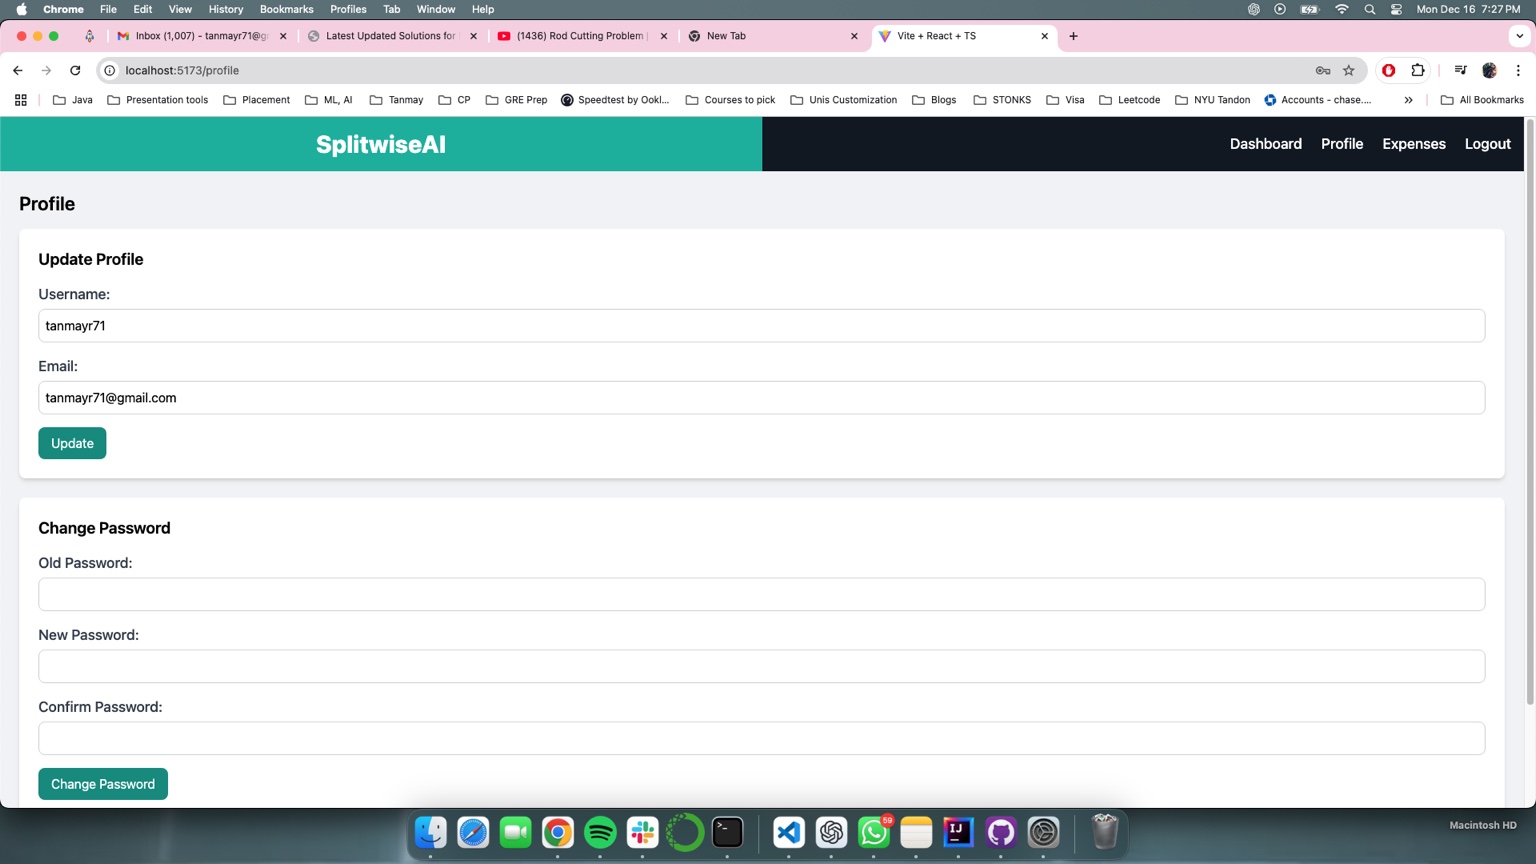 Chrome File Edit View History Bookmarks Profiles Tab Window Help Mon Dec 16 7:27 PM
Inbox (1,007) - tanmayr71@g Latest Updated Solutions for (1436) Rod Cutting Problem | New Tab Vite + React + TS
localhost:5173/profile
Java Presentation tools Placement ML, AI Tanmay CP GRE Prep Speedtest by Ookl... Courses to pick Unis Customization Blogs STONKS Visa Leetcode NYU Tandon Accounts - chase.... » All Bookmarks
SplitwiseAI Dashboard Profile Expenses Logout
Profile
Update Profile
Username:
tanmayr71
Email:
tanmayr71@gmail.com
Update
Change Password
Old Password:
New Password:
Confirm Password:
Change Password
59
IJ
Macintosh HD